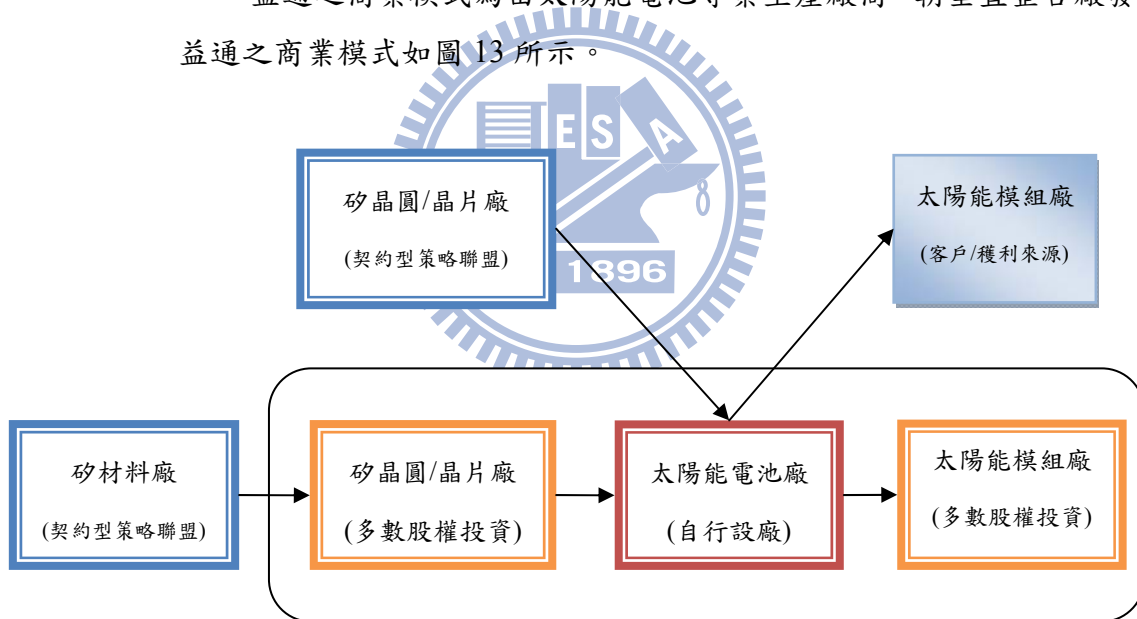 益通之商業模式如圖 13 所示。
矽晶圓/晶片廠
(契約型策略聯盟)
太陽能模組廠
(客戶/獲利來源)
E S A
8
1896
矽材料廠
(契約型策略聯盟)
矽晶圓/晶片廠
(多數股權投資)
太陽能電池廠
(自行設廠)
太陽能模組廠
(多數股權投資)